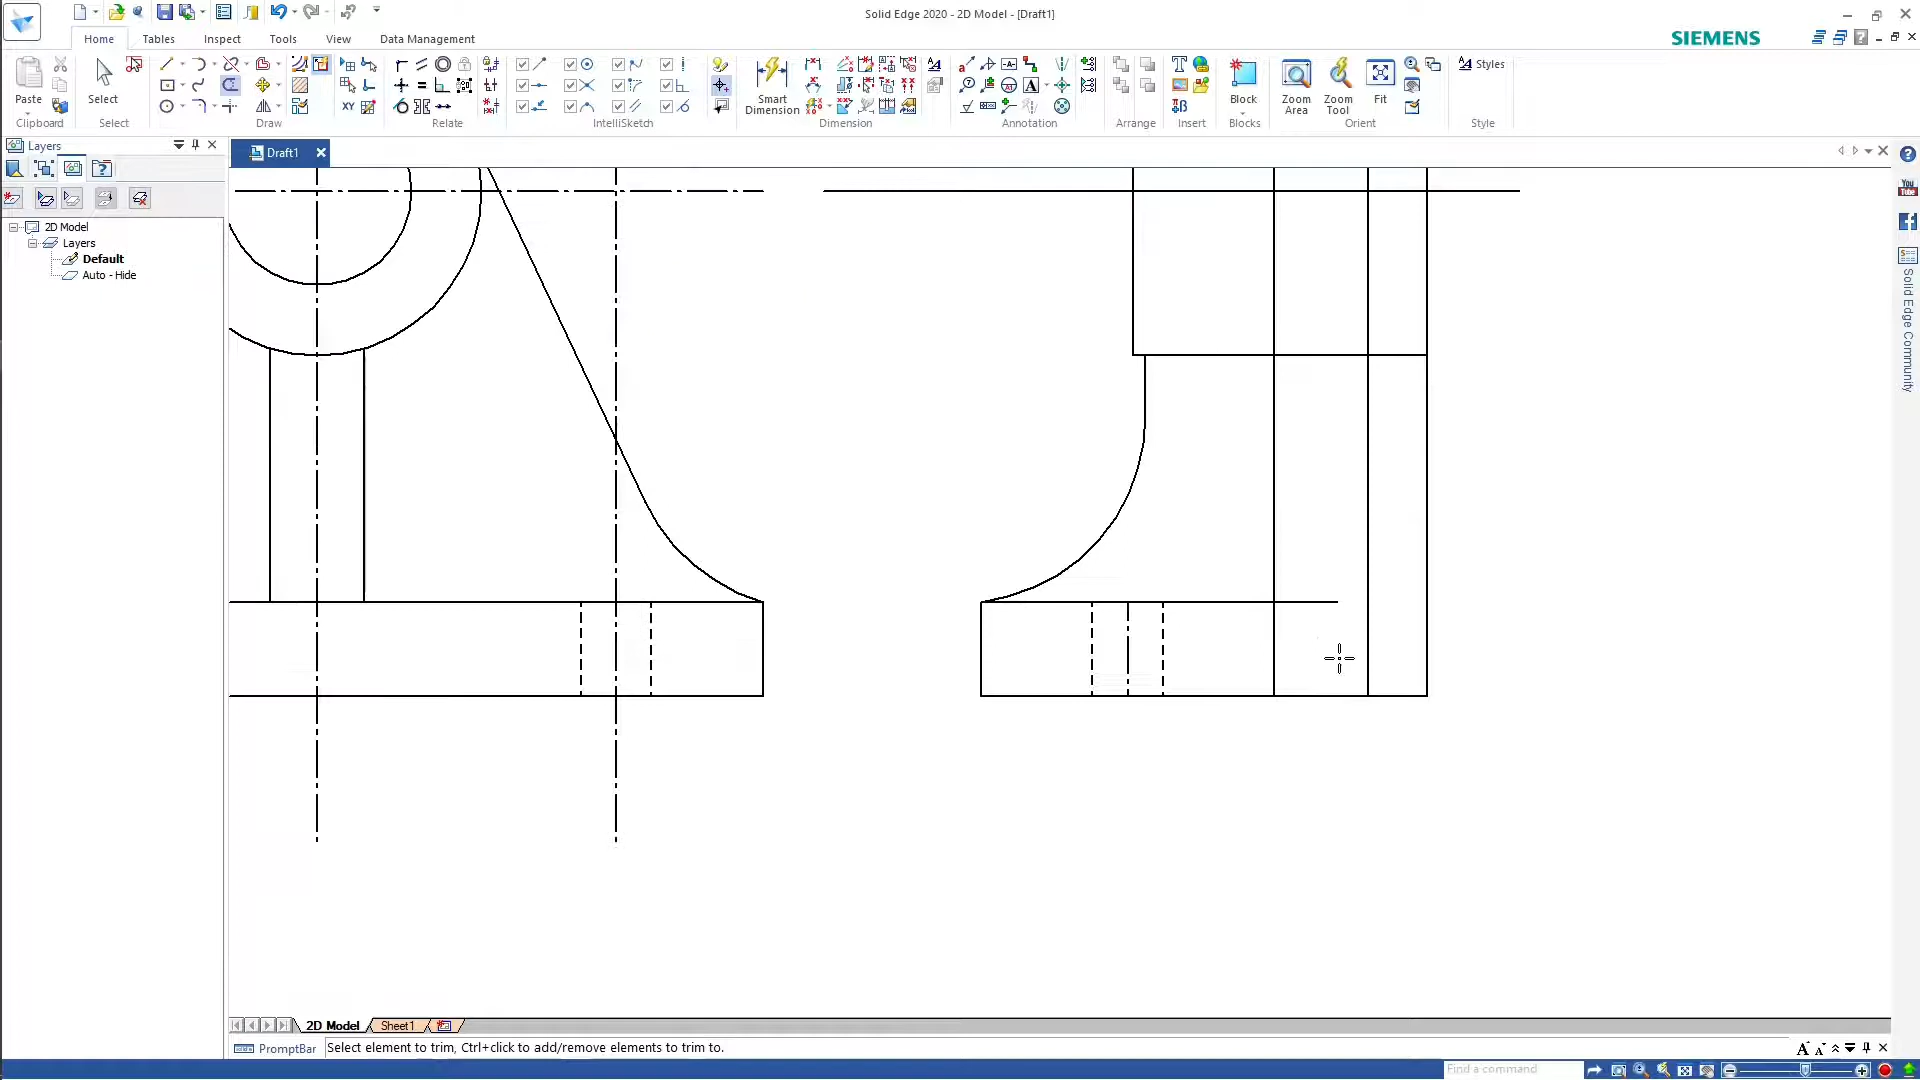 Solid Edge 2020 - 2D Model - [Draft1]
Home
Tables
Inspect
Tools
View
Data Management
SIEMENS
Paste
Clipboard
Select
Select
Draw
XY
Relate
IntelliSketch
Smart
Dimension
Dimension
Annotation
Arrange
Insert
Block
Blocks
Zoom
Area
Zoom
Tool
Fit
Orient
Styles
Style
Layers
Draft1
2D Model
Layers
Default
Auto - Hide
You
Tube
Solid Edge Community
2D Model
Sheet1
PromptBar
Select element to trim, Ctrl+click to add/remove elements to trim to.
Find a command